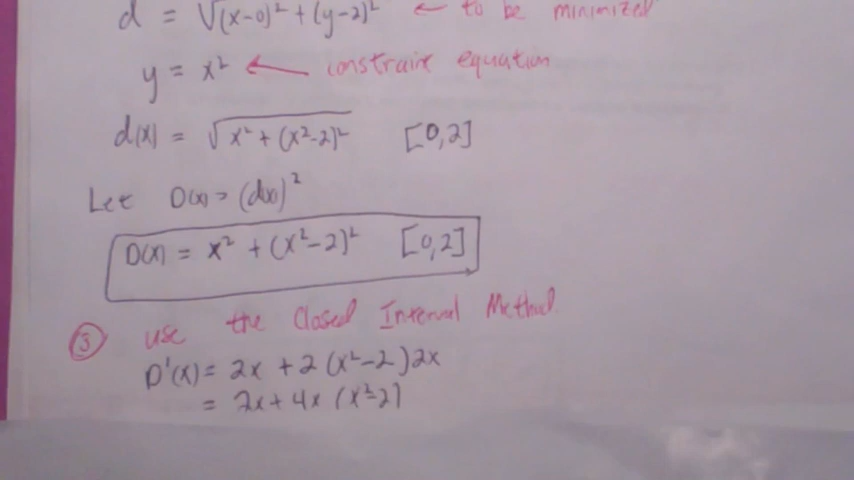 d = √(x-0)² + (y-2)² ← to be minimized
y = x² ← constraint equation
d(x) = √x² + (x²-2)² [0,2]
Let D(x) = (d(x))²
D(x) = x² + (x²-2)² [0,2]
③ use the Closed Interval Method
D'(x) = 2x + 2(x²-2)2x
= 2x + 4x (x²-2)